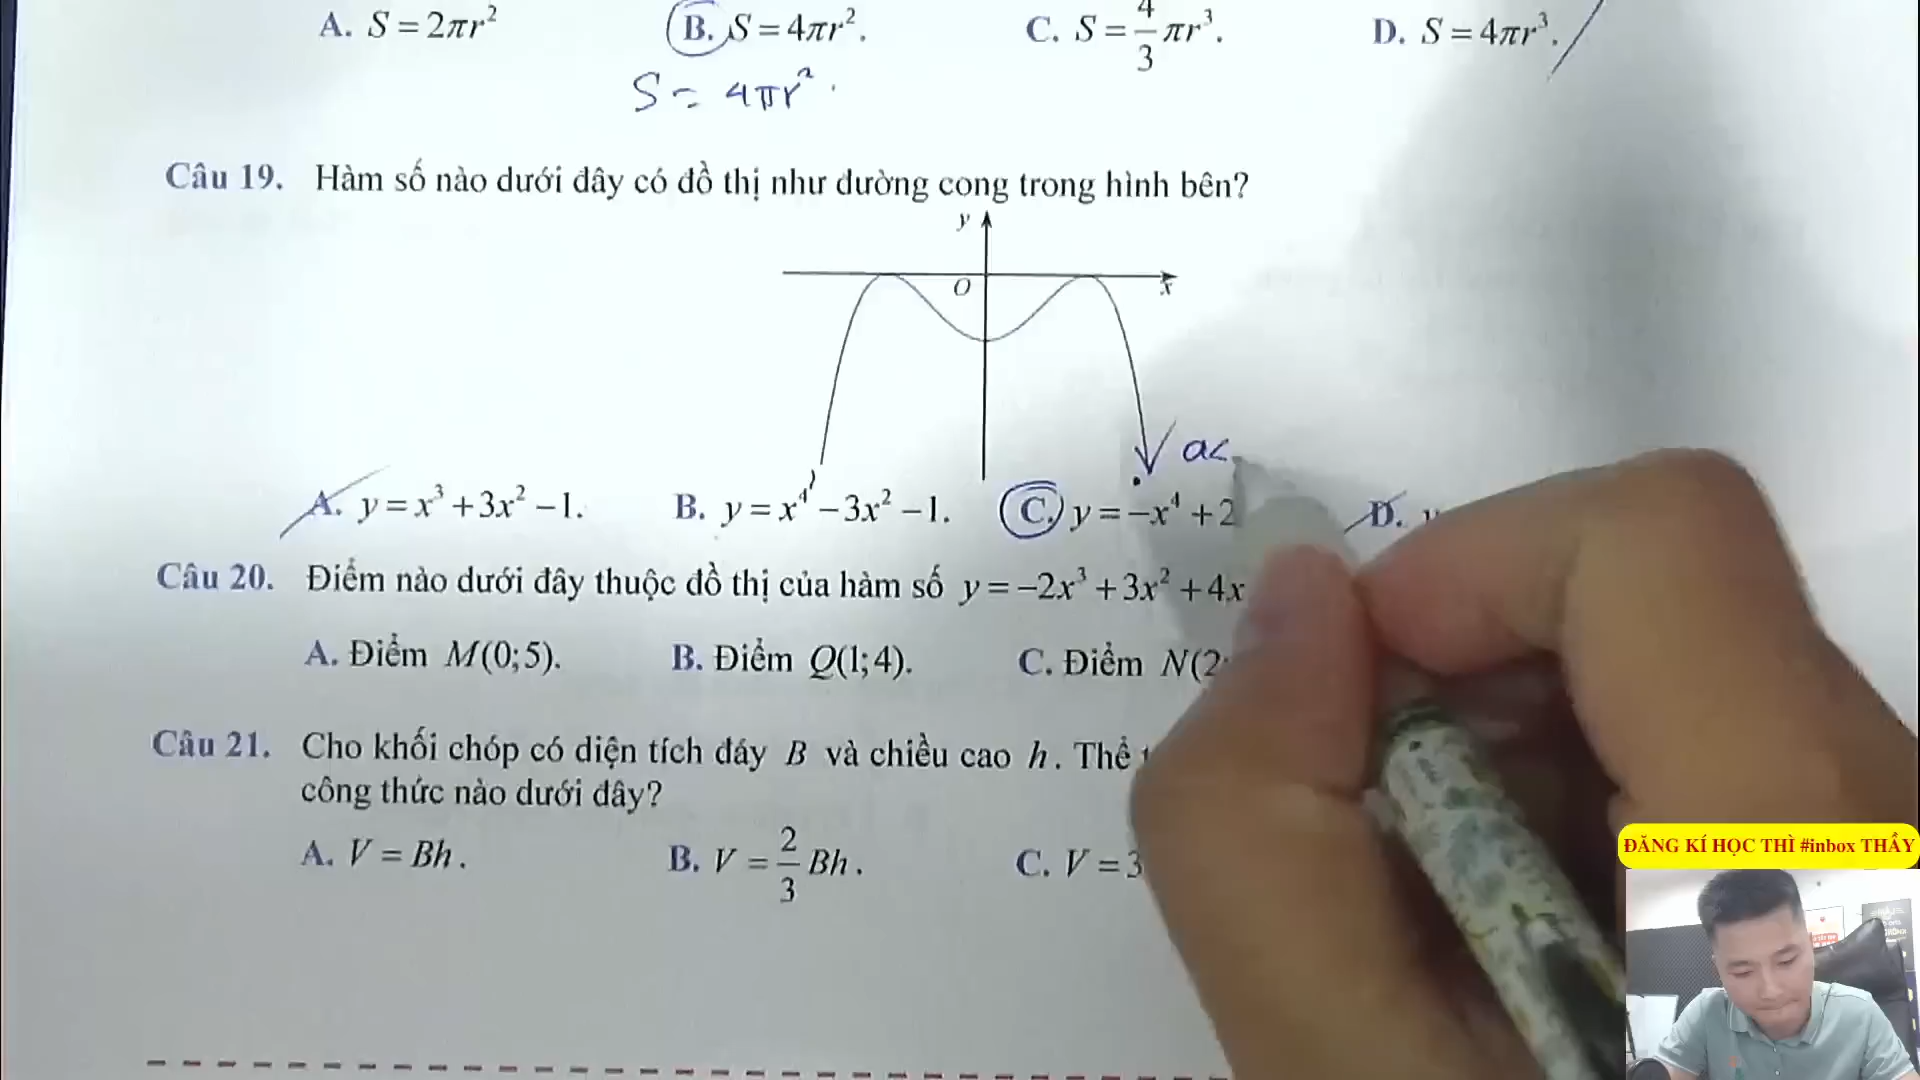 A. S = 2πr² B. S = 4πr². C. S = 4/3 πr³. D. S = 4πr³.
S = 4πr².
Câu 19. Hàm số nào dưới đây có đồ thị như đường cong trong hình bên?
y
O
x
a<
A. y = x³ + 3x² − 1. B. y = x⁴ − 3x² − 1. C. y = −x⁴ + 2 D.
Câu 20. Điểm nào dưới đây thuộc đồ thị của hàm số y = −2x³ + 3x² + 4x
A. Điểm M(0;5). B. Điểm Q(1;4). C. Điểm N(2;
Câu 21. Cho khối chóp có diện tích đáy B và chiều cao h. Thể
công thức nào dưới đây?
A. V = Bh. B. V = 2/3 Bh. C. V = 3
ĐĂNG KÍ HỌC THÌ #inbox THẦY